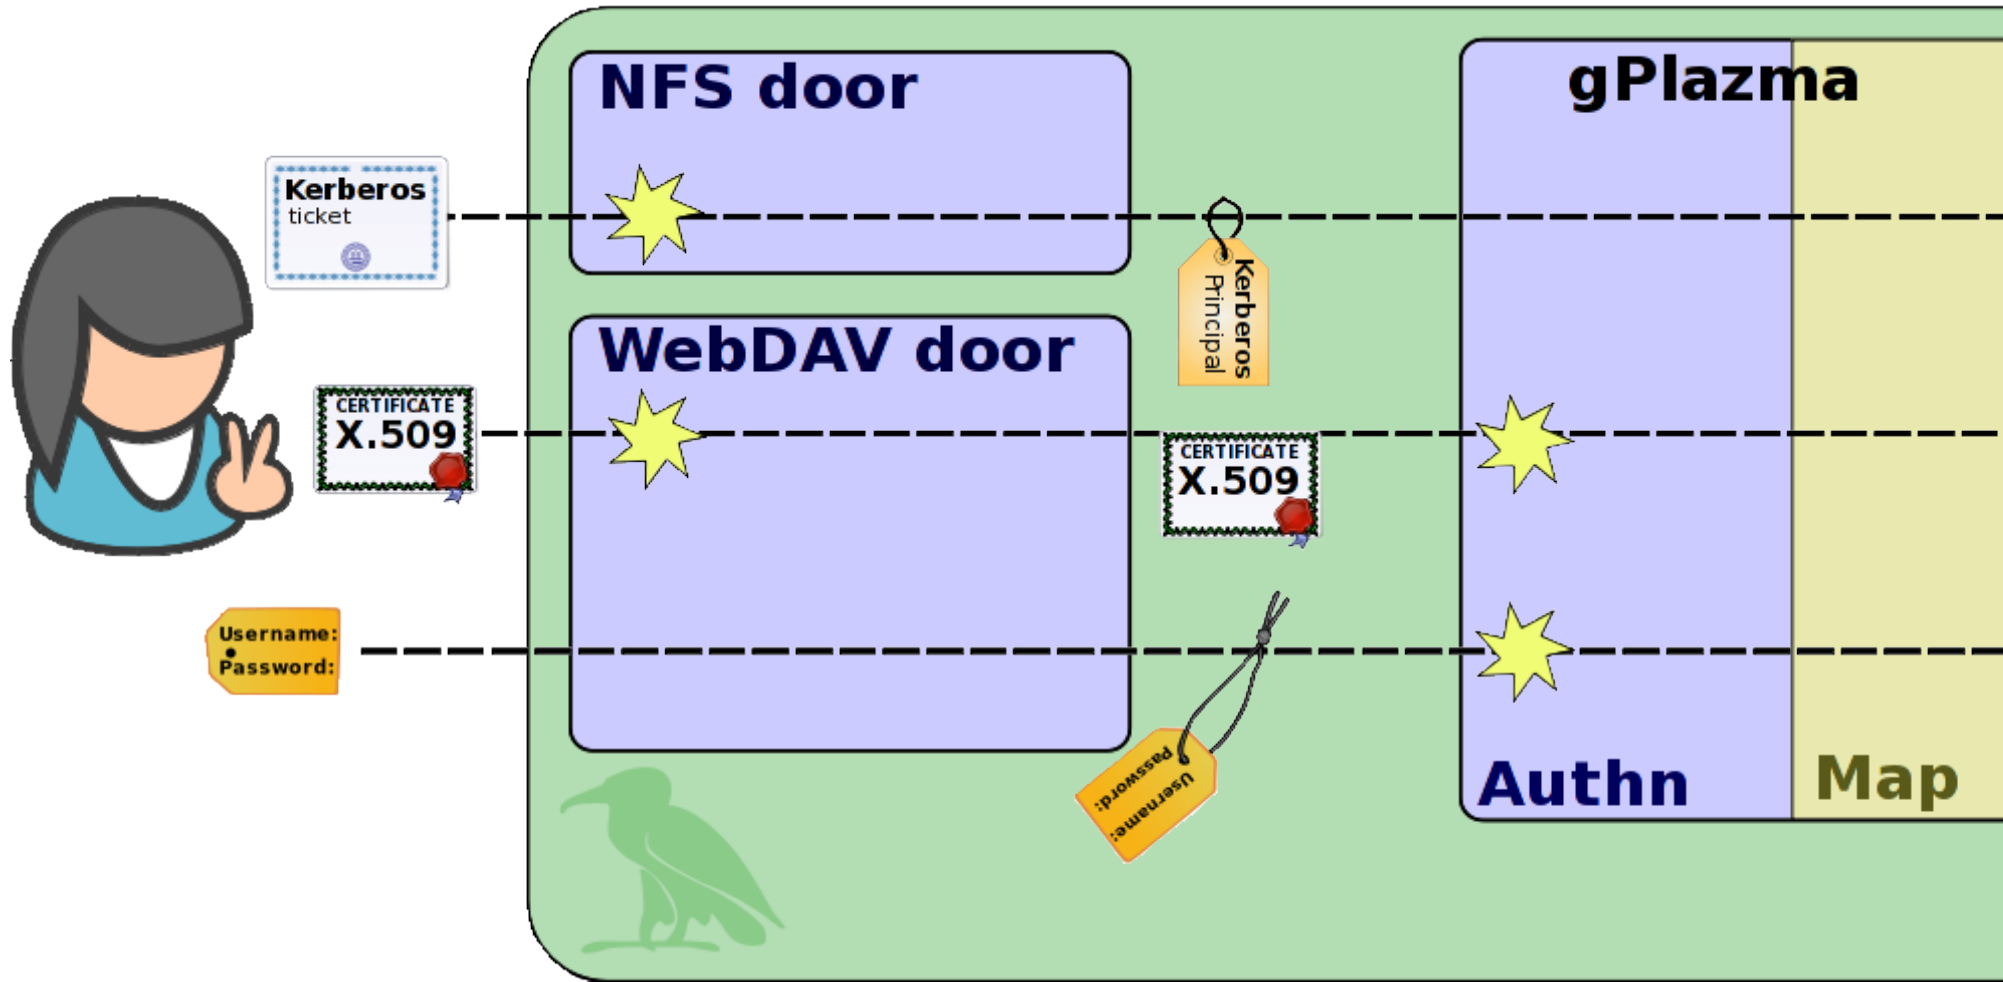 NFS door
gPlazma
Kerberos
ticket
Kerberos
Principal
WebDAV door
CERTIFICATE
X.509
CERTIFICATE
X.509
Username:
Password:
Username:
Password:
Authn
Map